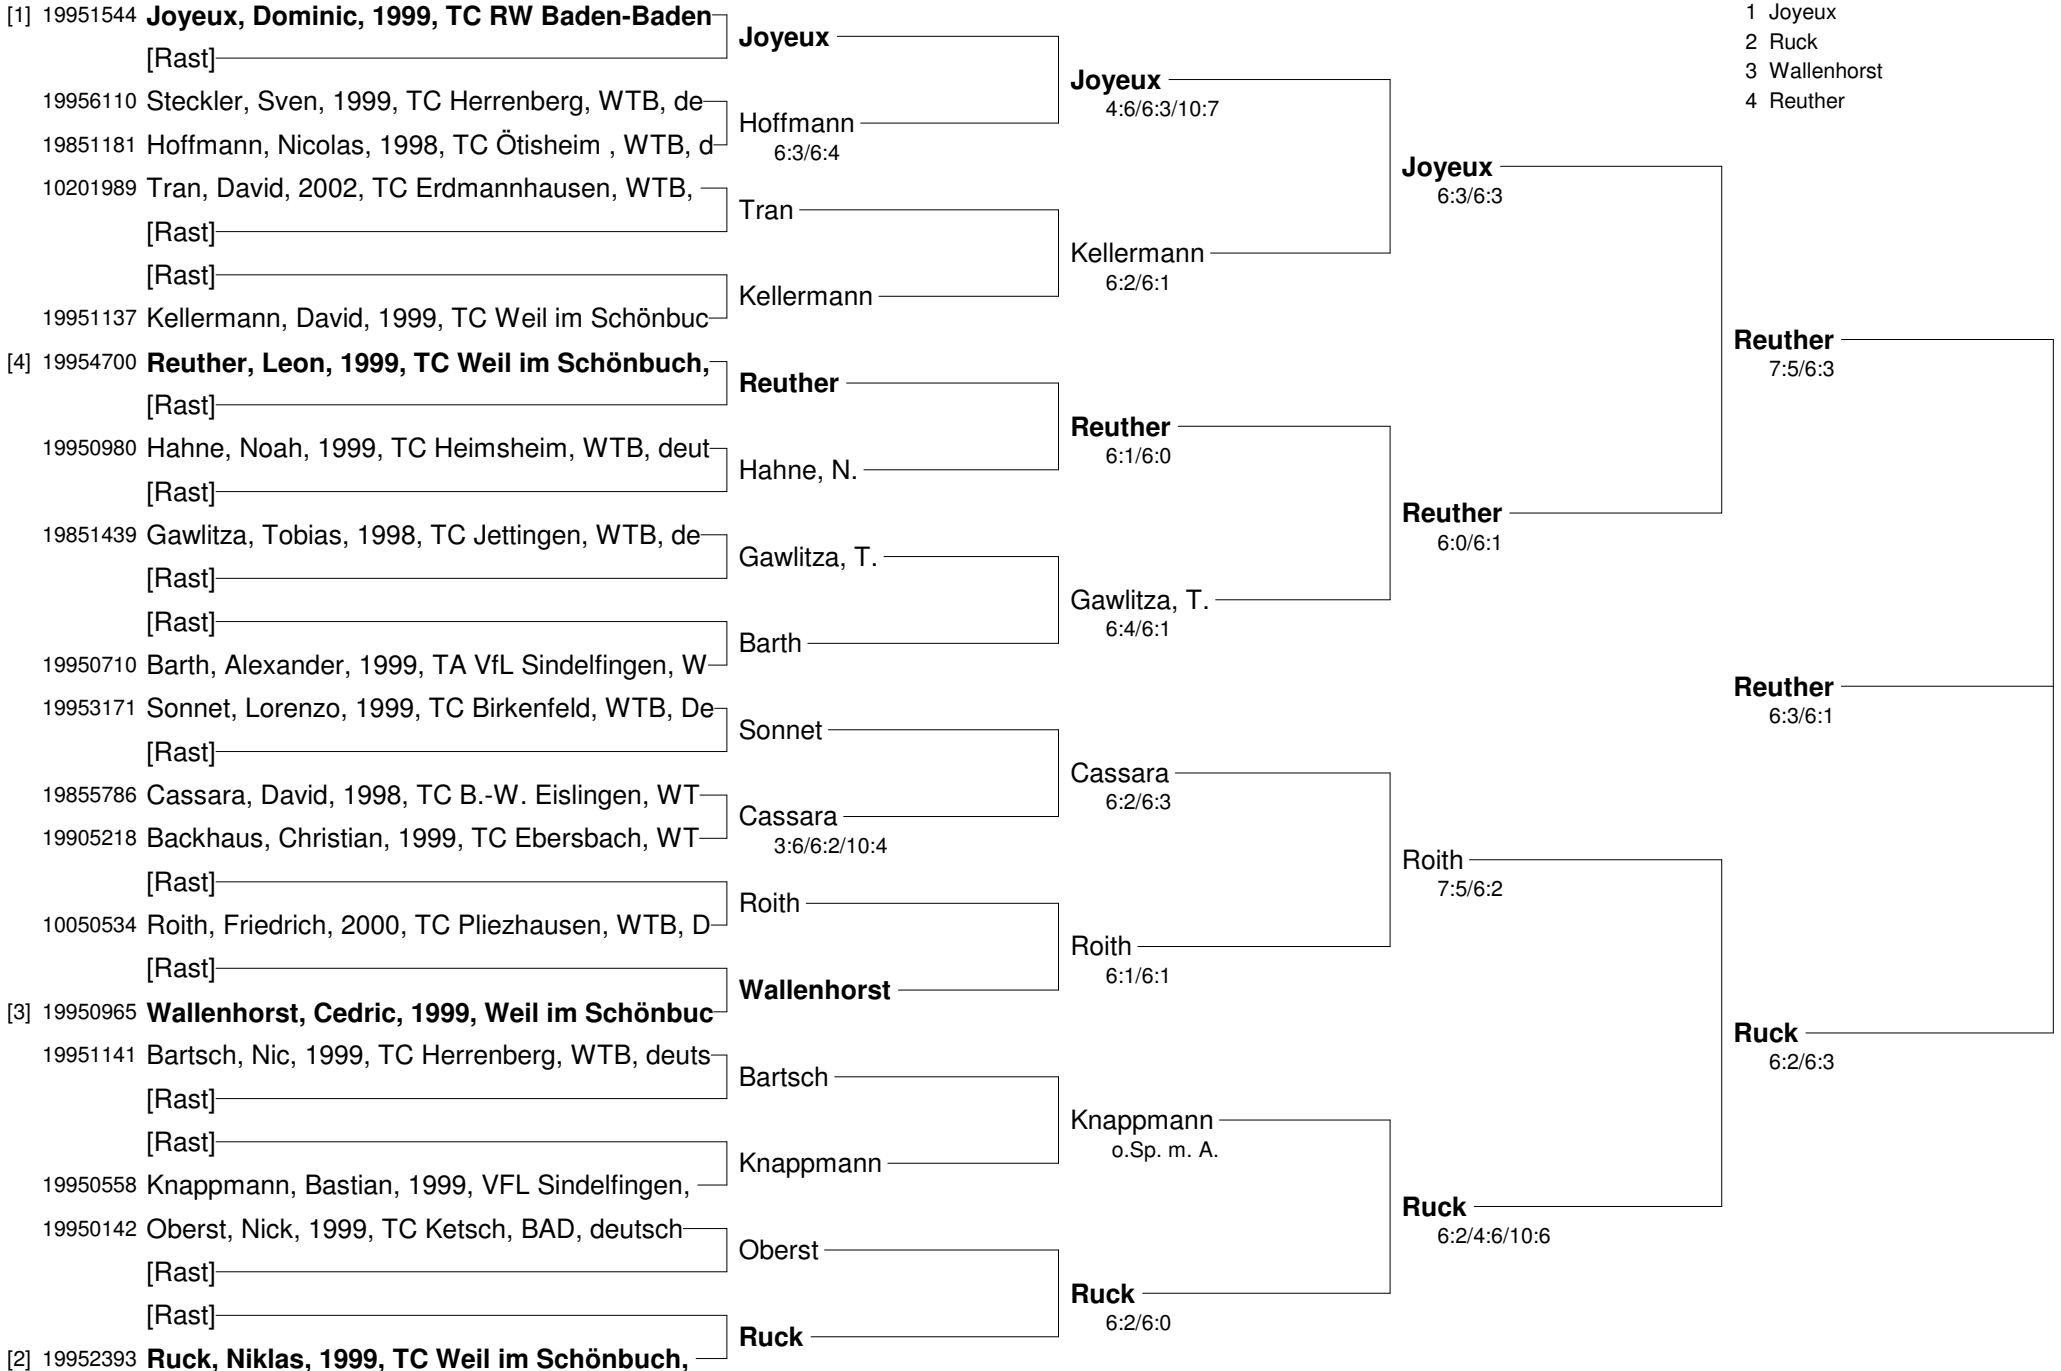 [1] 19951544 Joyeux, Dominic, 1999, TC RW Baden-Baden
[Rast]
19956110 Steckler, Sven, 1999, TC Herrenberg, WTB, de
19851181 Hoffmann, Nicolas, 1998, TC Ötisheim , WTB, d
10201989 Tran, David, 2002, TC Erdmannhausen, WTB,
[Rast]
[Rast]
19951137 Kellermann, David, 1999, TC Weil im Schönbuc
[4] 19954700 Reuther, Leon, 1999, TC Weil im Schönbuch,
[Rast]
19950980 Hahne, Noah, 1999, TC Heimsheim, WTB, deut
[Rast]
19851439 Gawlitza, Tobias, 1998, TC Jettingen, WTB, de
[Rast]
[Rast]
19950710 Barth, Alexander, 1999, TA VfL Sindelfingen, W
19953171 Sonnet, Lorenzo, 1999, TC Birkenfeld, WTB, De
[Rast]
19855786 Cassara, David, 1998, TC B.-W. Eislingen, WT
19905218 Backhaus, Christian, 1999, TC Ebersbach, WT
[Rast]
10050534 Roith, Friedrich, 2000, TC Pliezhausen, WTB, D
[Rast]
[3] 19950965 Wallenhorst, Cedric, 1999, Weil im Schönbuc
19951141 Bartsch, Nic, 1999, TC Herrenberg, WTB, deuts
[Rast]
[Rast]
19950558 Knappmann, Bastian, 1999, VFL Sindelfingen,
19950142 Oberst, Nick, 1999, TC Ketsch, BAD, deutsch
[Rast]
[Rast]
[2] 19952393 Ruck, Niklas, 1999, TC Weil im Schönbuch,
Joyeux
Hoffmann
6:3/6:4
Tran
Kellermann
Reuther
Hahne, N.
Gawlitza, T.
Barth
Sonnet
Cassara
3:6/6:2/10:4
Roith
Wallenhorst
Bartsch
Knappmann
Oberst
Ruck
Joyeux
4:6/6:3/10:7
Kellermann
6:2/6:1
Reuther
6:1/6:0
Gawlitza, T.
6:4/6:1
Cassara
6:2/6:3
Roith
6:1/6:1
Knappmann
o.Sp. m. A.
Ruck
6:2/6:0
Joyeux
6:3/6:3
Reuther
6:0/6:1
Roith
7:5/6:2
Ruck
6:2/4:6/10:6
Reuther
7:5/6:3
Reuther
6:3/6:1
Ruck
6:2/6:3
1 Joyeux
2 Ruck
3 Wallenhorst
4 Reuther